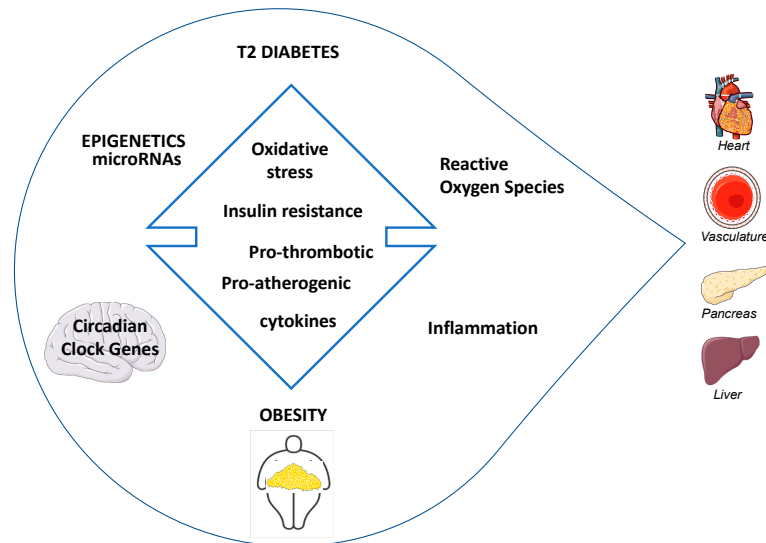 T2 DIABETES
EPIGENETICS
microRNAs
Oxidative
stress
Insulin resistance
Pro-thrombotic
Pro-atherogenic
cytokines
Reactive
Oxygen Species
Circadian
Clock Genes
Inflammation
OBESITY
Heart
Vasculature
Pancreas
Liver